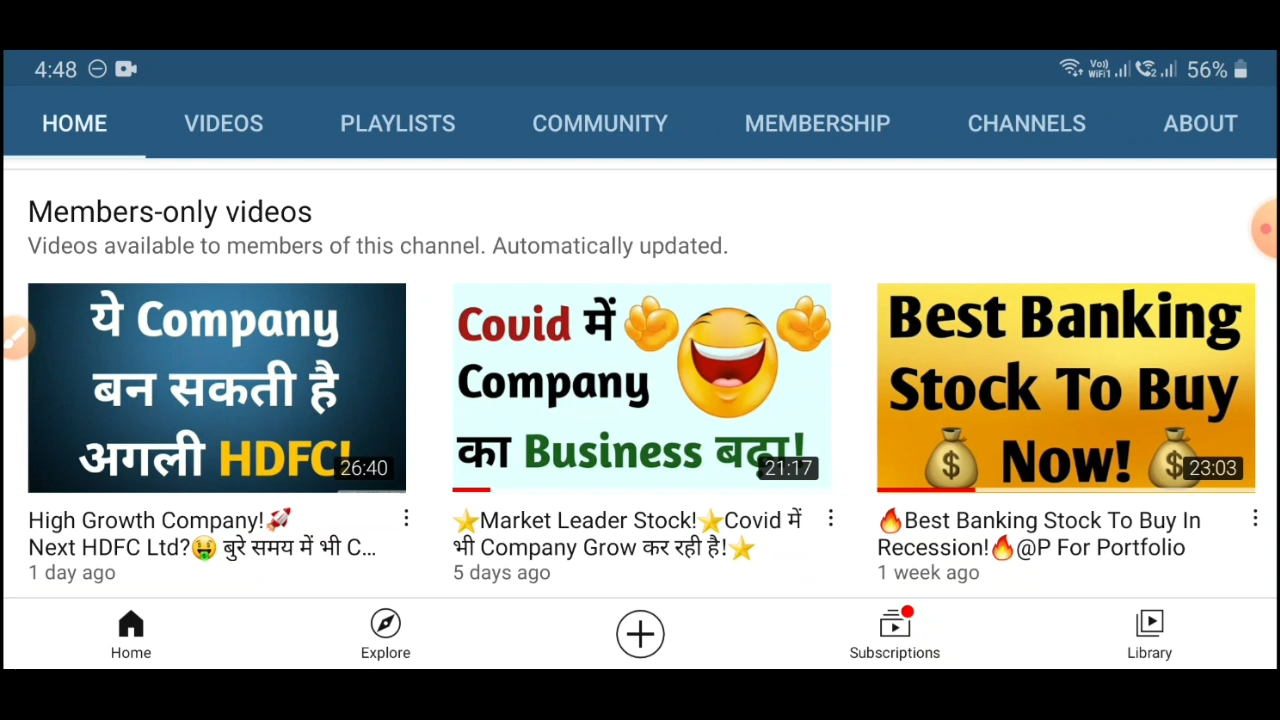 4:48 Vo)) WiFi1 2 56%
HOME VIDEOS PLAYLISTS COMMUNITY MEMBERSHIP CHANNELS ABOUT
Members-only videos
Videos available to members of this channel. Automatically updated.
ये Company
बन सकती है
अगली HDFC!
26:40
High Growth Company!🚀
Next HDFC Ltd?🤑 बुरे समय में भी C...
1 day ago
Covid में
Company
का Business बढ़ा!
21:17
⭐Market Leader Stock!⭐Covid में
भी Company Grow कर रही है!⭐
5 days ago
Best Banking
Stock To Buy
Now!
23:03
🔥Best Banking Stock To Buy In
Recession!🔥@P For Portfolio
1 week ago
Home Explore Subscriptions Library